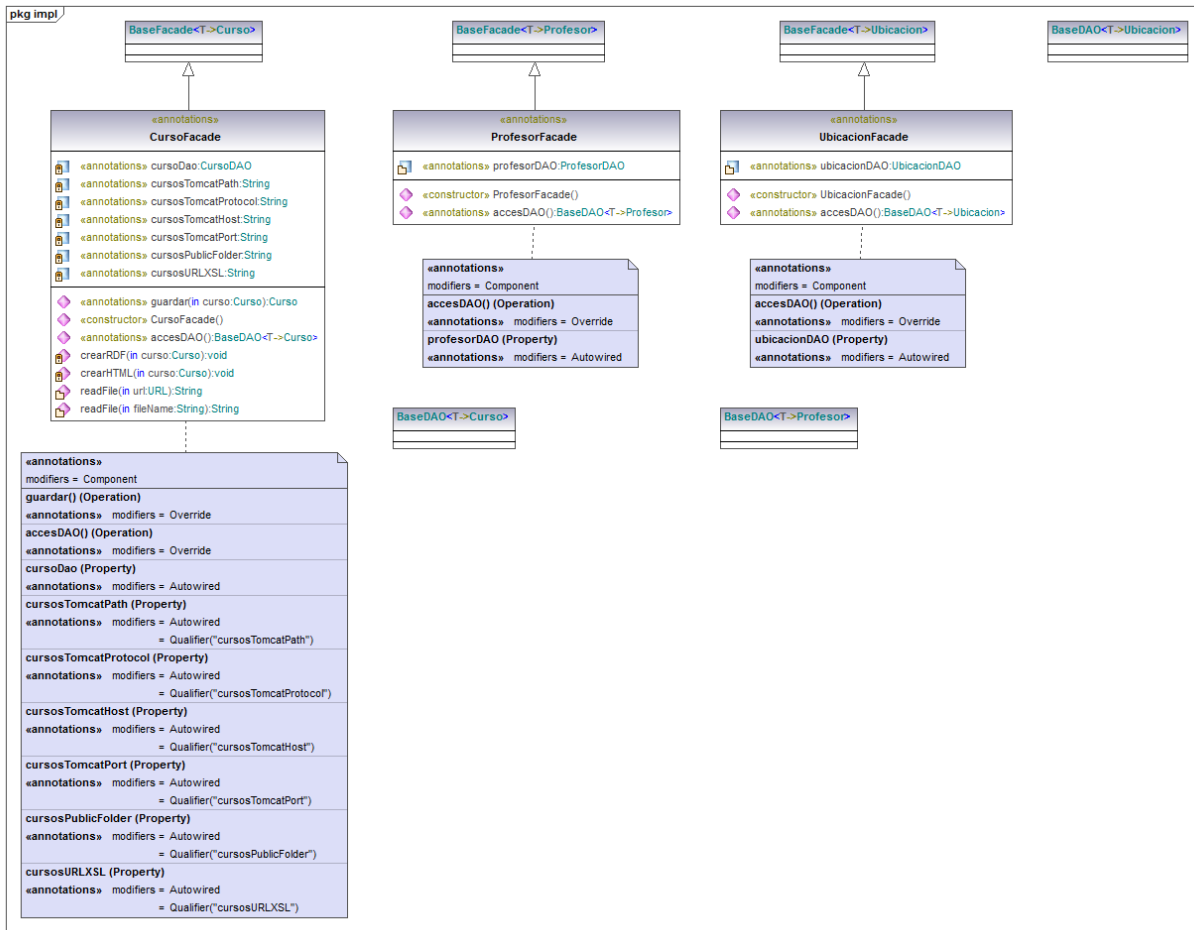 pkg impl
BaseFacade<T->Curso>
BaseFacade<T->Profesor>
BaseFacade<T->Ubicacion>
BaseDAO<T->Ubicacion>
«annotations»
CursoFacade
«annotations» cursoDao:CursoDAO
«annotations» cursosTomcatPath:String
«annotations» cursosTomcatProtocol:String
«annotations» cursosTomcatHost:String
«annotations» cursosTomcatPort:String
«annotations» cursosPublicFolder:String
«annotations» cursosURLXSL:String
«annotations» guardar(in curso:Curso):Curso
«constructor» CursoFacade()
«annotations» accesDAO():BaseDAO<T->Curso>
crearRDF(in curso:Curso):void
crearHTML(in curso:Curso):void
readFile(in url:URL):String
readFile(in fileName:String):String
«annotations»
ProfesorFacade
«annotations» profesorDAO:ProfesorDAO
«constructor» ProfesorFacade()
«annotations» accesDAO():BaseDAO<T->Profesor>
«annotations»
UbicacionFacade
«annotations» ubicacionDAO:UbicacionDAO
«constructor» UbicacionFacade()
«annotations» accesDAO():BaseDAO<T->Ubicacion>
«annotations»
modifiers = Component
accesDAO() (Operation)
«annotations» modifiers = Override
profesorDAO (Property)
«annotations» modifiers = Autowired
«annotations»
modifiers = Component
accesDAO() (Operation)
«annotations» modifiers = Override
ubicacionDAO (Property)
«annotations» modifiers = Autowired
BaseDAO<T->Curso>
BaseDAO<T->Profesor>
«annotations»
modifiers = Component
guardar() (Operation)
«annotations» modifiers = Override
accesDAO() (Operation)
«annotations» modifiers = Override
cursoDao (Property)
«annotations» modifiers = Autowired
cursosTomcatPath (Property)
«annotations» modifiers = Autowired
= Qualifier("cursosTomcatPath")
cursosTomcatProtocol (Property)
«annotations» modifiers = Autowired
= Qualifier("cursosTomcatProtocol")
cursosTomcatHost (Property)
«annotations» modifiers = Autowired
= Qualifier("cursosTomcatHost")
cursosTomcatPort (Property)
«annotations» modifiers = Autowired
= Qualifier("cursosTomcatPort")
cursosPublicFolder (Property)
«annotations» modifiers = Autowired
= Qualifier("cursosPublicFolder")
cursosURLXSL (Property)
«annotations» modifiers = Autowired
= Qualifier("cursosURLXSL")